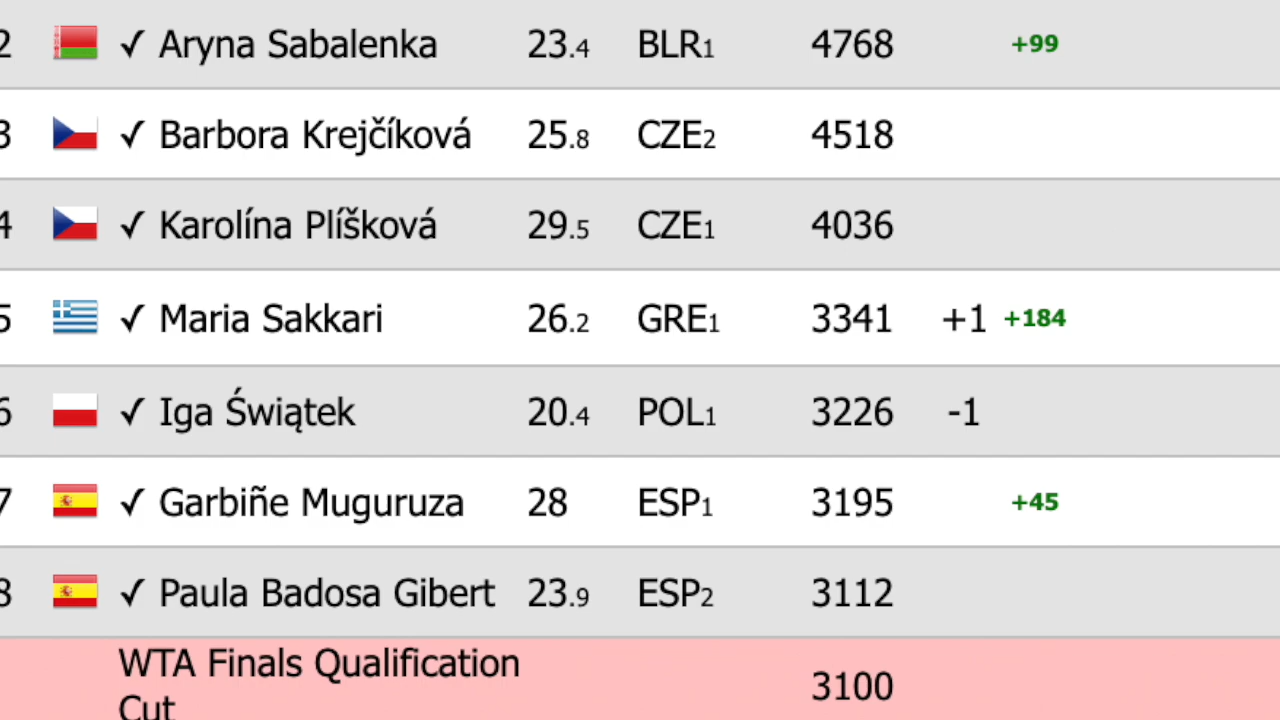 2 ✓ Aryna Sabalenka 23.4 BLR1 4768 +99
3 ✓ Barbora Krejčíková 25.8 CZE2 4518
4 ✓ Karolína Plíšková 29.5 CZE1 4036
5 ✓ Maria Sakkari 26.2 GRE1 3341 +1 +184
6 ✓ Iga Świątek 20.4 POL1 3226 -1
7 ✓ Garbiñe Muguruza 28 ESP1 3195 +45
8 ✓ Paula Badosa Gibert 23.9 ESP2 3112
WTA Finals Qualification
Cut 3100